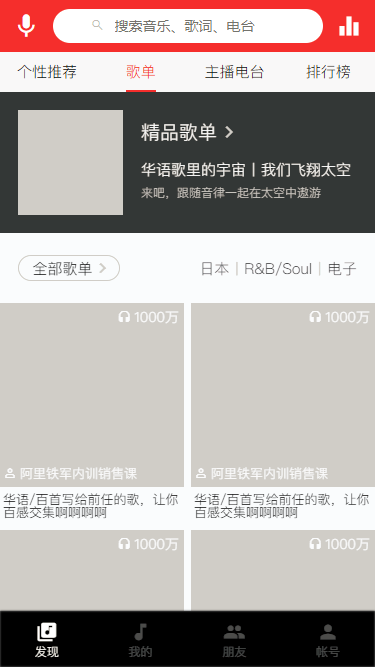 搜索音乐、歌词、电台
个性推荐 歌单 主播电台 排行榜
精品歌单
华语歌里的宇宙丨我们飞翔太空
来吧，跟随音律一起在太空中遨游
全部歌单 日本 | R&B/Soul | 电子
1000万 1000万
阿里铁军内训销售课 阿里铁军内训销售课
华语/百首写给前任的歌，让你 华语/百首写给前任的歌，让你
百感交集啊啊啊啊 百感交集啊啊啊啊
1000万 1000万
发现 我的 朋友 帐号